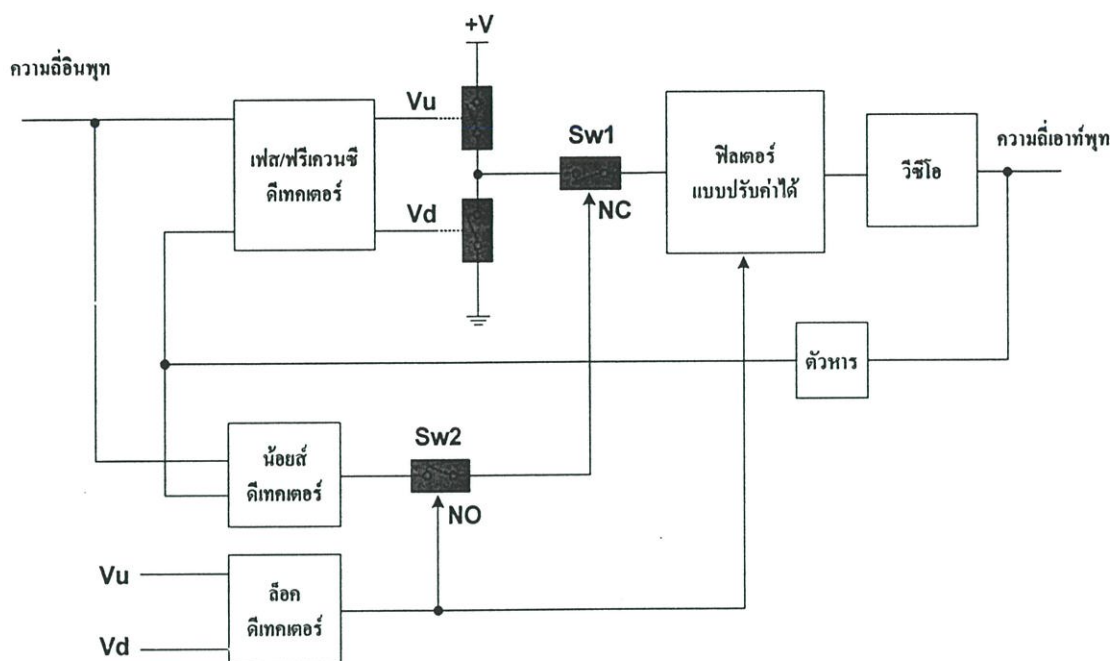 +V
ความถี่อินพุท
Vu
เฟส/ฟรีเควนซี
ดีเทคเตอร์
Vd
Sw1
NC
ฟิลเตอร์
แบบปรับค่าได้
วีซีโอ
ความถี่เอาท์พุท
ตัวหาร
น้อยส์
ดีเทคเตอร์
Sw2
NO
Vu
ล็อค
ดีเทคเตอร์
Vd